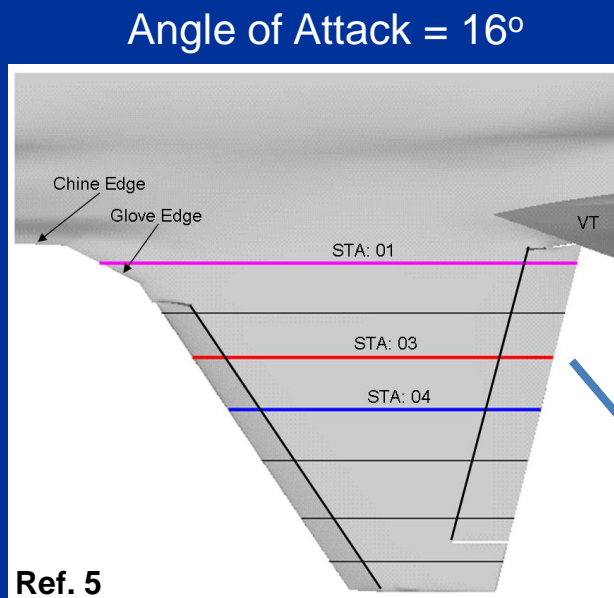 Angle of Attack = 16º
Chine Edge
Glove Edge
VT
STA: 01
STA: 03
STA: 04
Ref. 5